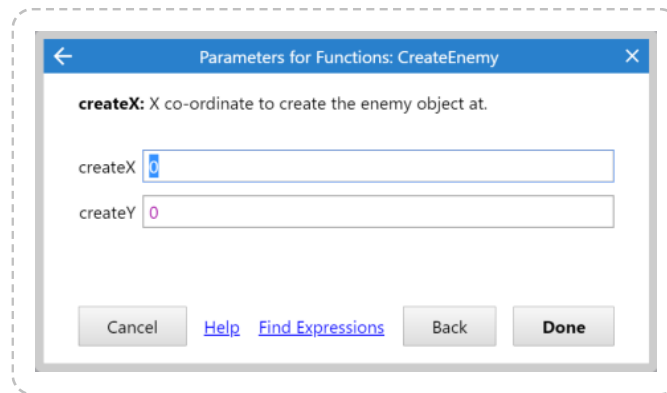 Parameters for Functions: CreateEnemy
createX: X co-ordinate to create the enemy object at.
createX 0
createY 0
Cancel Help Find Expressions Back Done